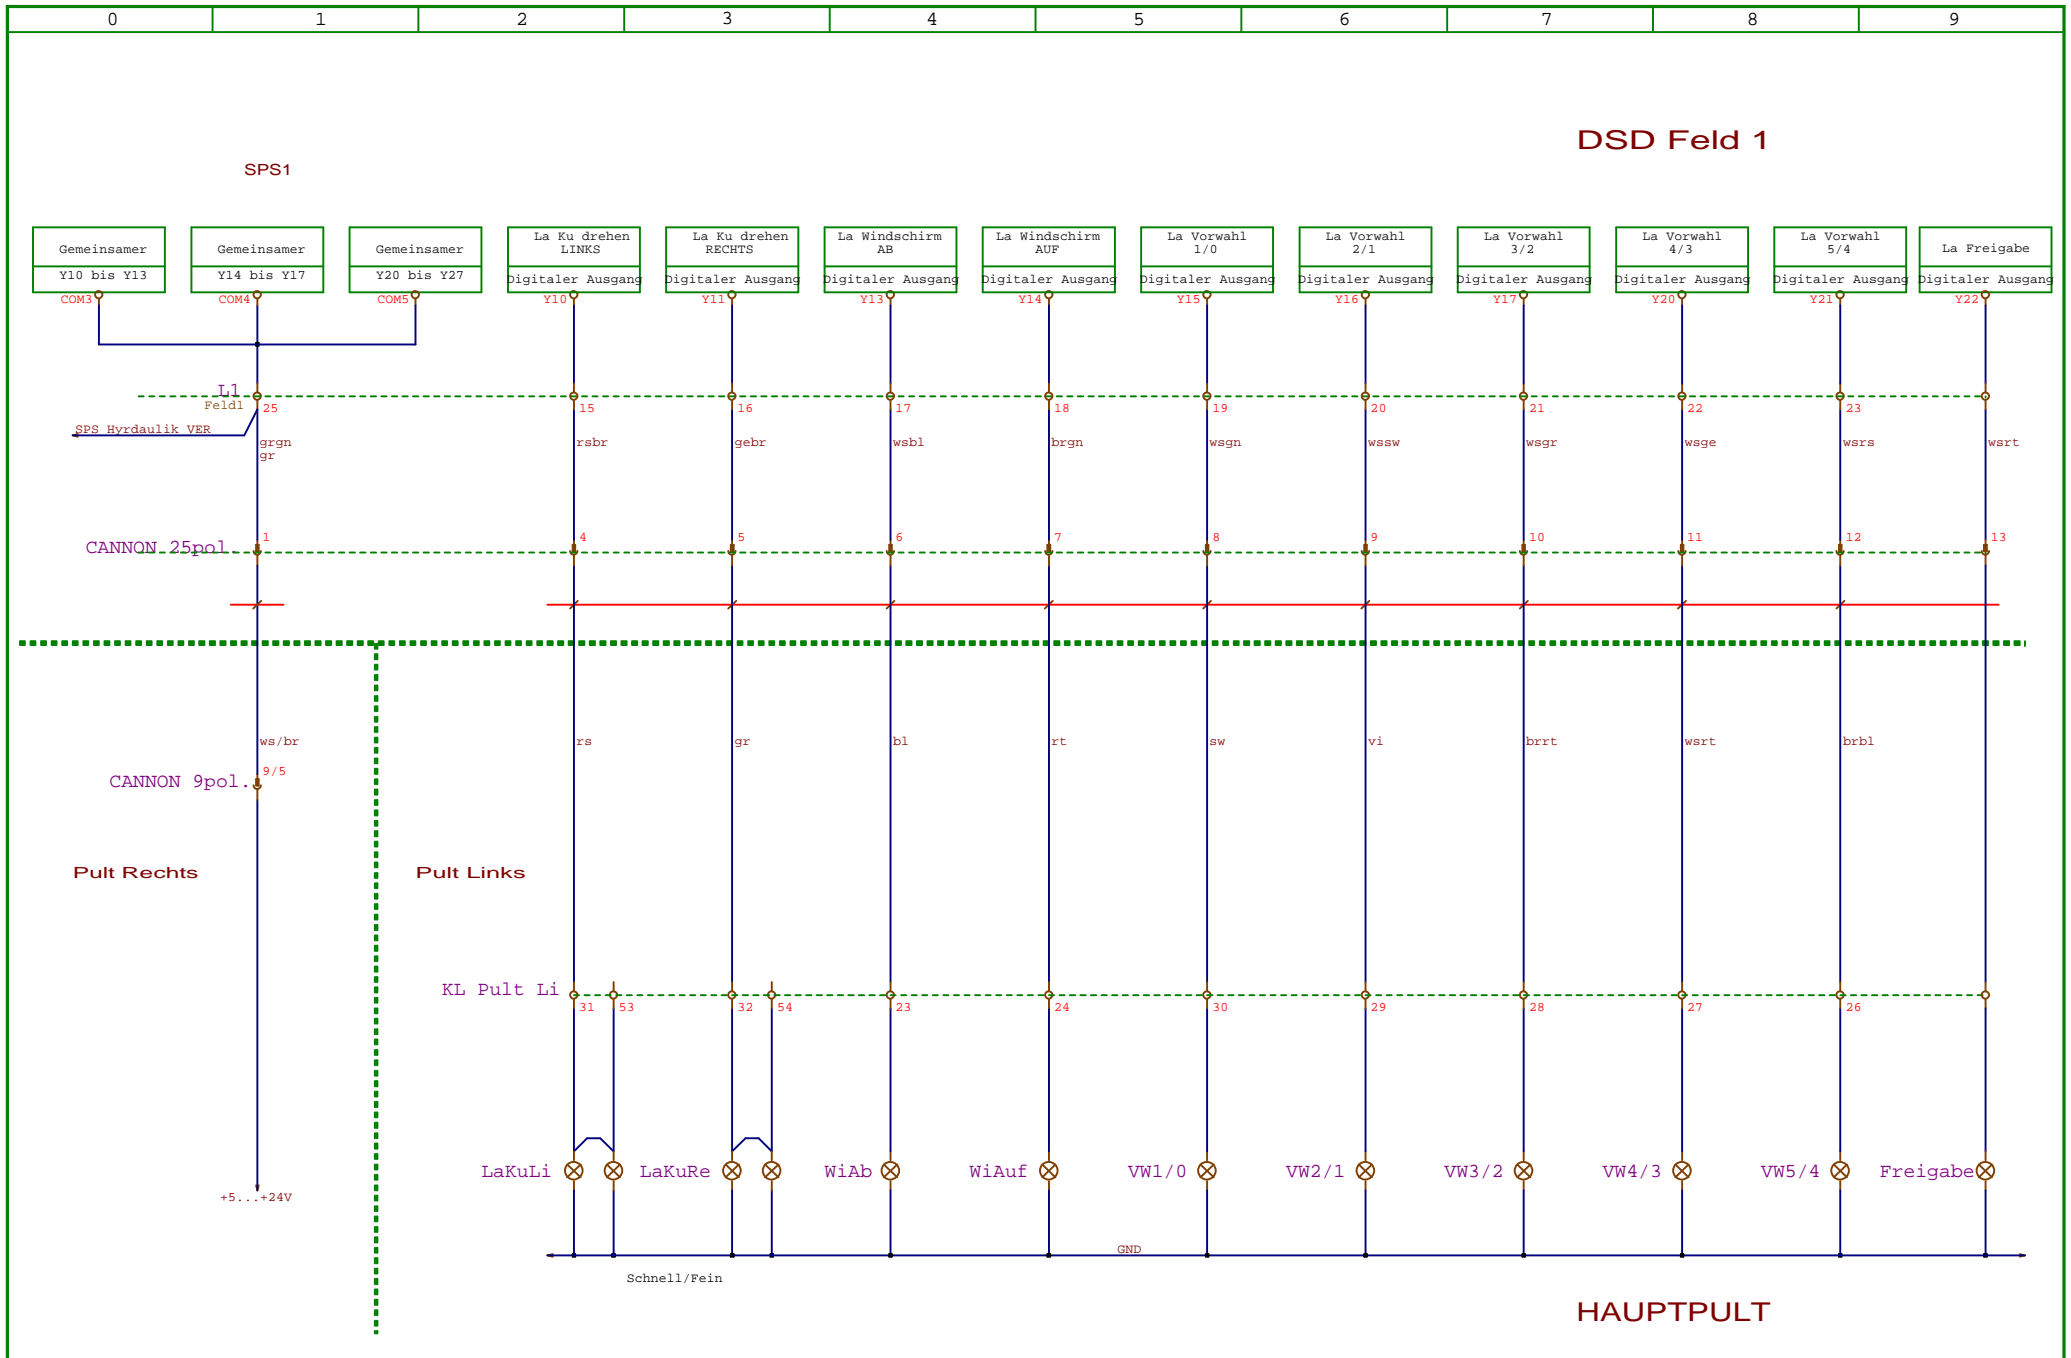 0 1 2 3 4 5 6 7 8 9
DSD Feld 1
SPS1
Gemeinsamer
Y10 bis Y13
Gemeinsamer
Y14 bis Y17
Gemeinsamer
Y20 bis Y27
La Ku drehen
LINKS
Digitaler Ausgang
La Ku drehen
RECHTS
Digitaler Ausgang
La Windschirm
AB
Digitaler Ausgang
La Windschirm
AUF
Digitaler Ausgang
La Vorwahl
1/0
Digitaler Ausgang
La Vorwahl
2/1
Digitaler Ausgang
La Vorwahl
3/2
Digitaler Ausgang
La Vorwahl
4/3
Digitaler Ausgang
La Vorwahl
5/4
Digitaler Ausgang
La Freigabe
Digitaler Ausgang
COM3 COM4 COM5 Y10 Y11 Y13 Y14 Y15 Y16 Y17 Y20 Y21 Y22
L1
Feld1
25 15 16 17 18 19 20 21 22 23
SPS Hyrdaulik VER
grgn rsbr gebr wsbl brgn wsgn wssw wsgr wsge wsrs wsrt
gr
CANNON 25pol.
1 4 5 6 7 8 9 10 11 12 13
ws/br rs gr bl rt sw vi brrt wsrt brbl
CANNON 9pol.
9/5
Pult Rechts
Pult Links
KL Pult Li
31 53 32 54 23 24 30 29 28 27 26
LaKuLi LaKuRe WiAb WiAuf VW1/0 VW2/1 VW3/2 VW4/3 VW5/4 Freigabe
+5...+24V
GND
Schnell/Fein
HAUPTPULT